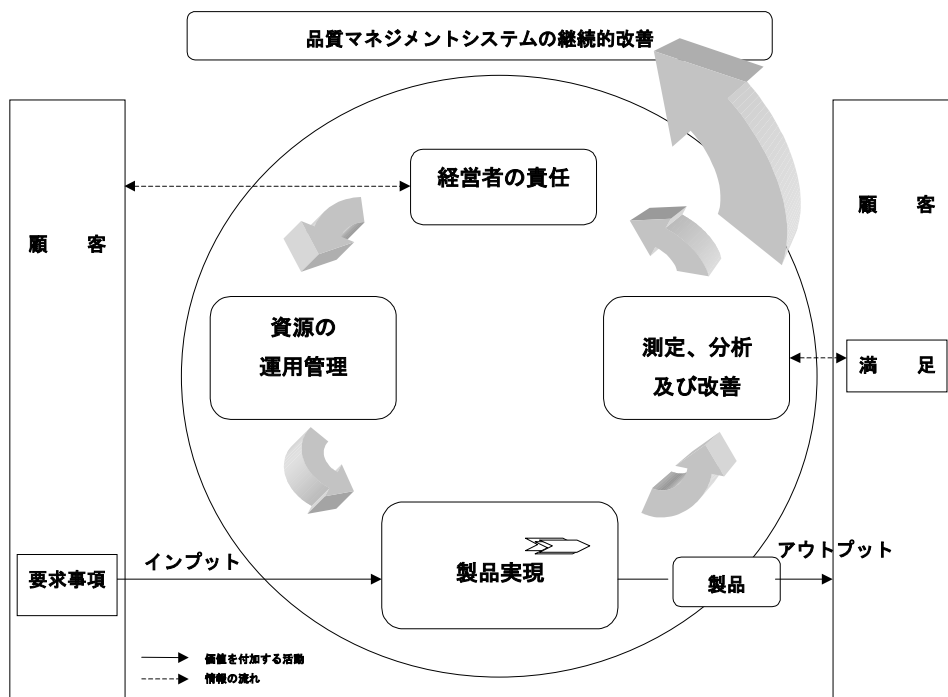 品質マネジメントシステムの継続的改善
経営者の責任
顧 客
顧 客
資源の
運用管理
測定、分析
及び改善
満 足
インプット
アウトプット
要求事項
製品実現
製品
価値を付加する活動
情報の流れ